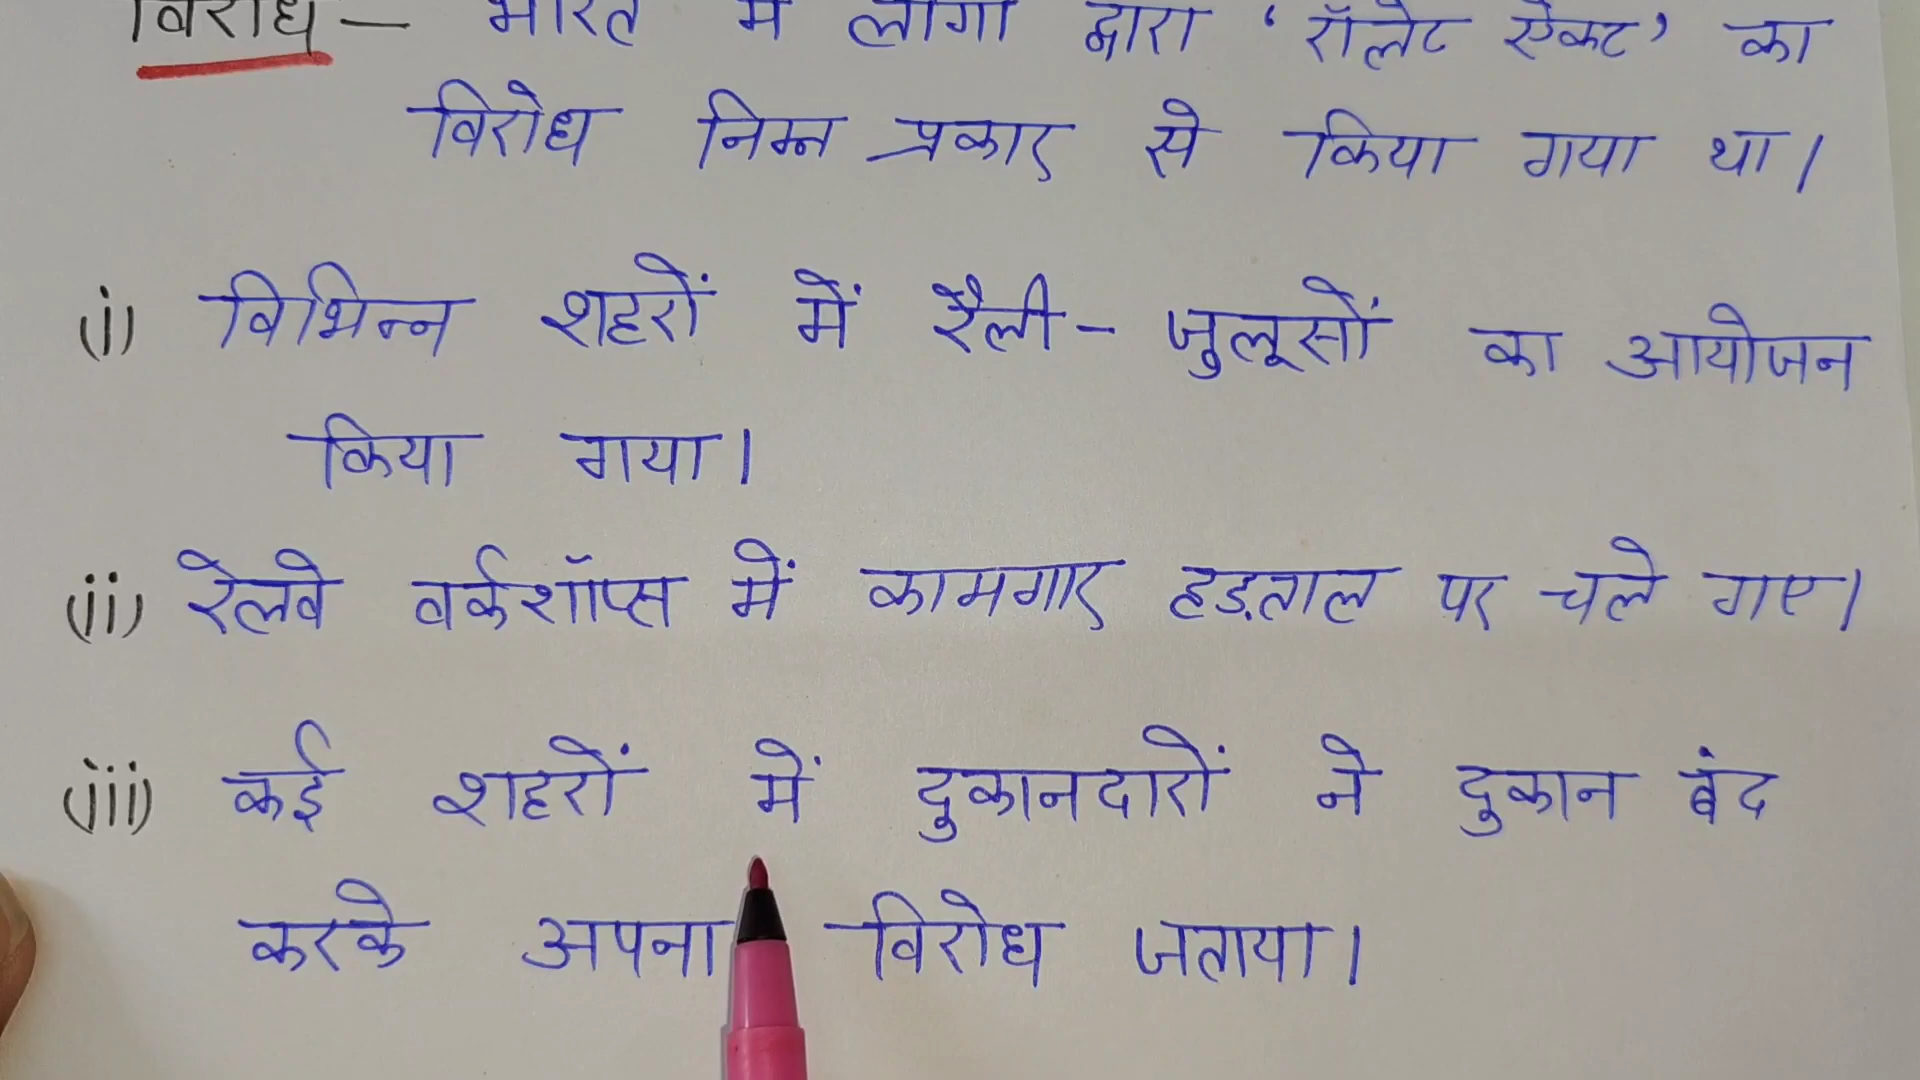 विरोध – भारत में लोगों द्वारा ‘रॉलेट ऐक्ट’ का
विरोध निम्न प्रकार से किया गया था।
(i) विभिन्न शहरों में रैली - जुलूसों का आयोजन
किया गया।
(ii) रेलवे वर्कशॉप्स में कामगार हड़ताल पर चले गए।
(iii) कई शहरों में दुकानदारों ने दुकान बंद
करके अपना विरोध जताया।